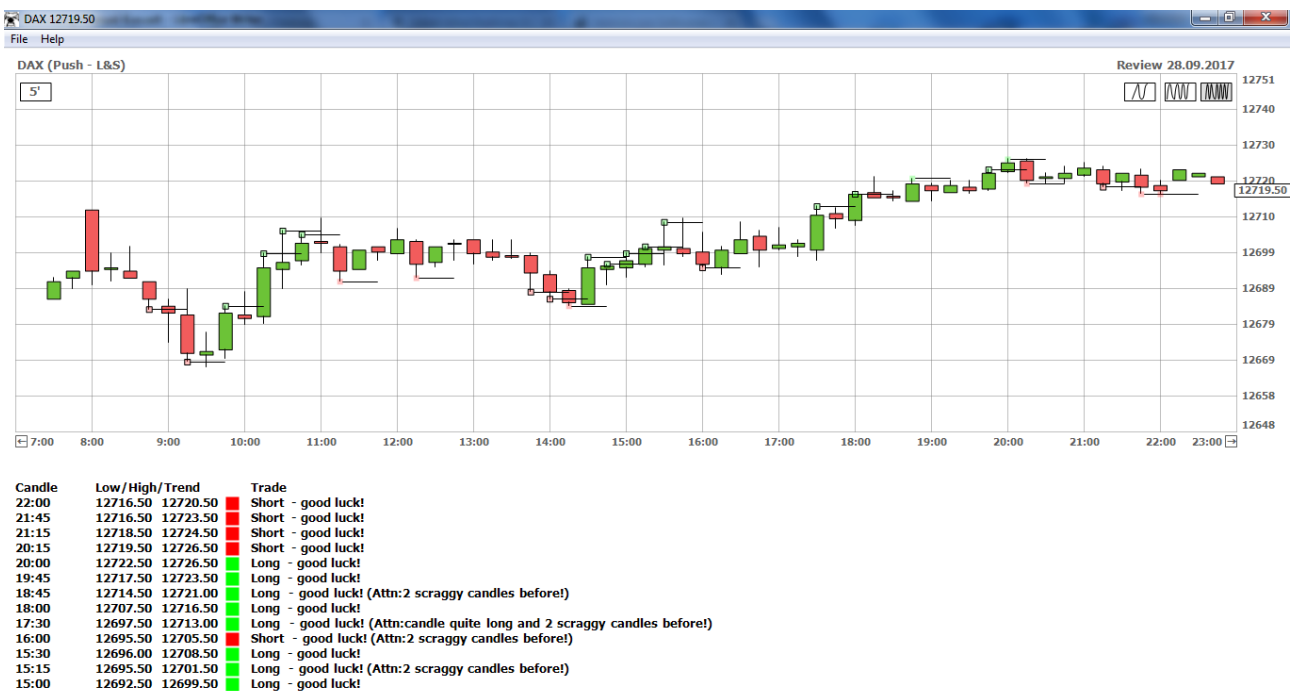 DAX 12719.50
File Help
DAX (Push - L&S) Review 28.09.2017
5'
12751
12740
12730
12720
12719.50
12710
12699
12689
12679
12669
12658
12648
7:00 8:00 9:00 10:00 11:00 12:00 13:00 14:00 15:00 16:00 17:00 18:00 19:00 20:00 21:00 22:00 23:00
Candle Low/High/Trend Trade
22:00 12716.50 12720.50 Short - good luck!
21:45 12716.50 12723.50 Short - good luck!
21:15 12718.50 12724.50 Short - good luck!
20:15 12719.50 12726.50 Short - good luck!
20:00 12722.50 12726.50 Long - good luck!
19:45 12717.50 12723.50 Long - good luck!
18:45 12714.50 12721.00 Long - good luck! (Attn:2 scraggy candles before!)
18:00 12707.50 12716.50 Long - good luck!
17:30 12697.50 12713.00 Long - good luck! (Attn:candle quite long and 2 scraggy candles before!)
16:00 12695.50 12705.50 Short - good luck! (Attn:2 scraggy candles before!)
15:30 12696.00 12708.50 Long - good luck!
15:15 12695.50 12701.50 Long - good luck! (Attn:2 scraggy candles before!)
15:00 12692.50 12699.50 Long - good luck!